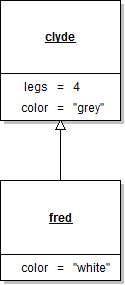 clyde
legs = 4
color = "grey"
fred
color = "white"